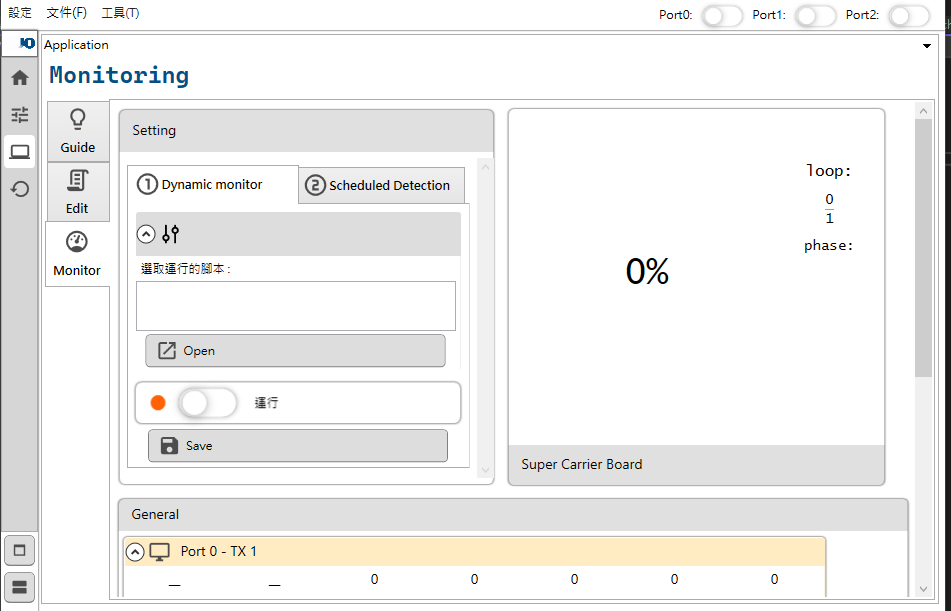 設定 文件(F) 工具(T) Port0: Port1: Port2:
Application
Monitoring
Guide
Edit
Monitor
Setting
1 Dynamic monitor 2 Scheduled Detection
選取運行的腳本 :
Open
運行
Save
0%
loop:
0
1
phase:
Super Carrier Board
General
Port 0 - TX 1
— — 0 0 0 0 0